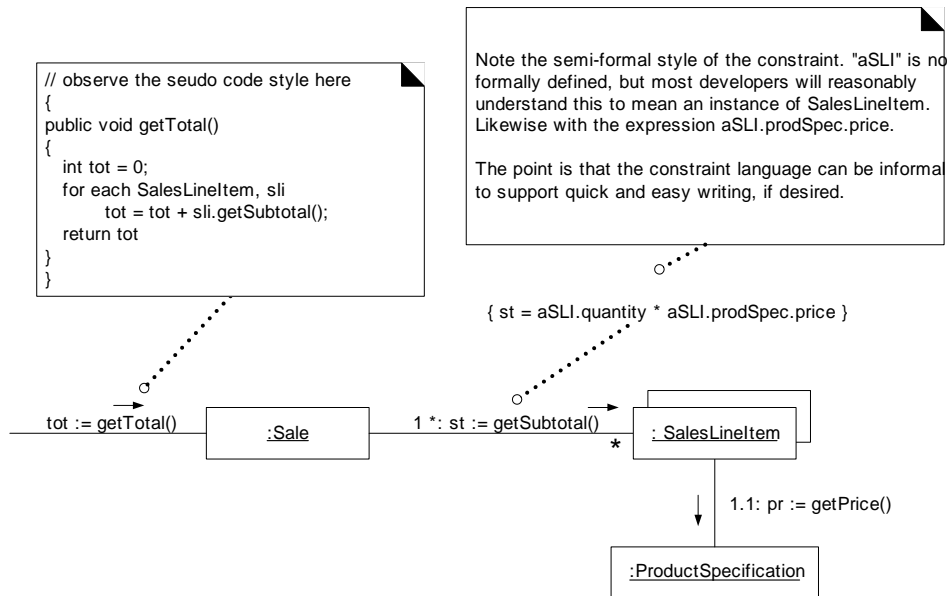 // observe the seudo code style here
{
public void getTotal()
{
int tot = 0;
for each SalesLineItem, sli
tot = tot + sli.getSubtotal();
return tot
}
}
Note the semi-formal style of the constraint. "aSLI" is no
formally defined, but most developers will reasonably
understand this to mean an instance of SalesLineItem.
Likewise with the expression aSLI.prodSpec.price.
The point is that the constraint language can be informal
to support quick and easy writing, if desired.
{ st = aSLI.quantity * aSLI.prodSpec.price }
tot := getTotal()
:Sale
1 *: st := getSubtotal()
*
: SalesLineItem
1.1: pr := getPrice()
:ProductSpecification